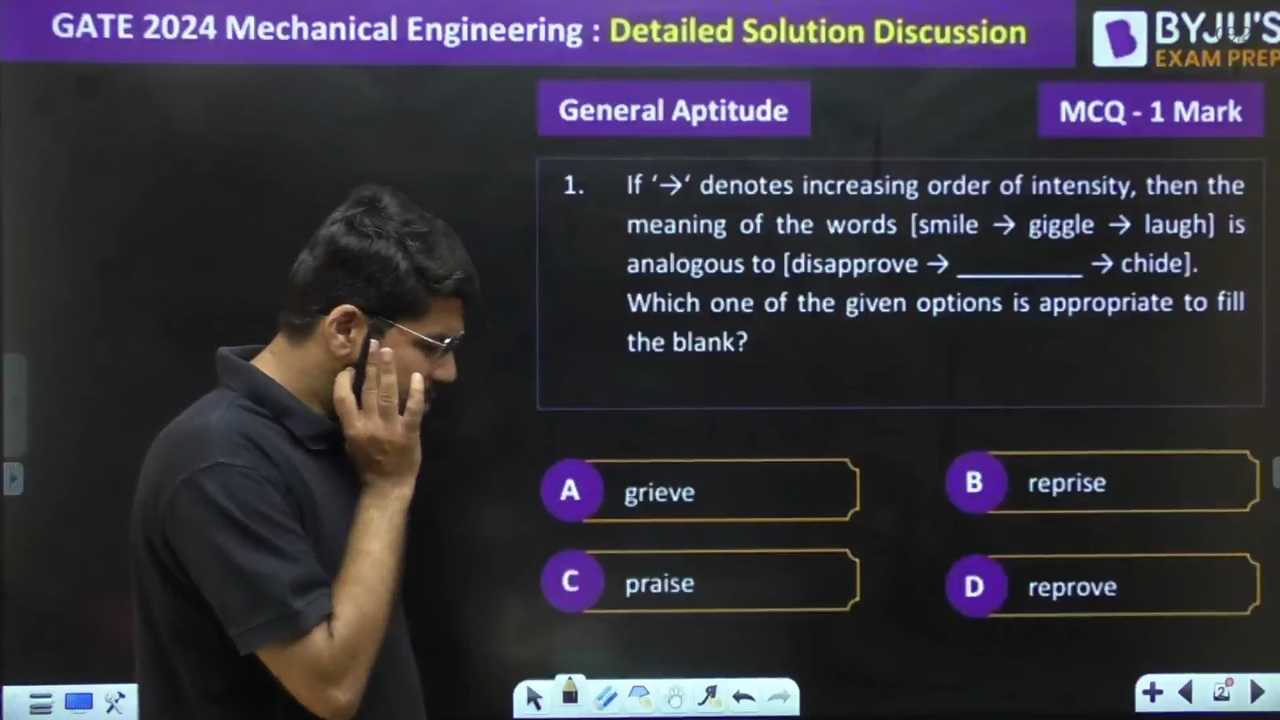 GATE 2024 Mechanical Engineering : Detailed Solution Discussion
BYJU'S
EXAM PREP
General Aptitude
MCQ - 1 Mark
1. If ‘→‘ denotes increasing order of intensity, then the
meaning of the words [smile → giggle → laugh] is
analogous to [disapprove → _________ → chide].
Which one of the given options is appropriate to fill
the blank?
A grieve
B reprise
C praise
D reprove
2